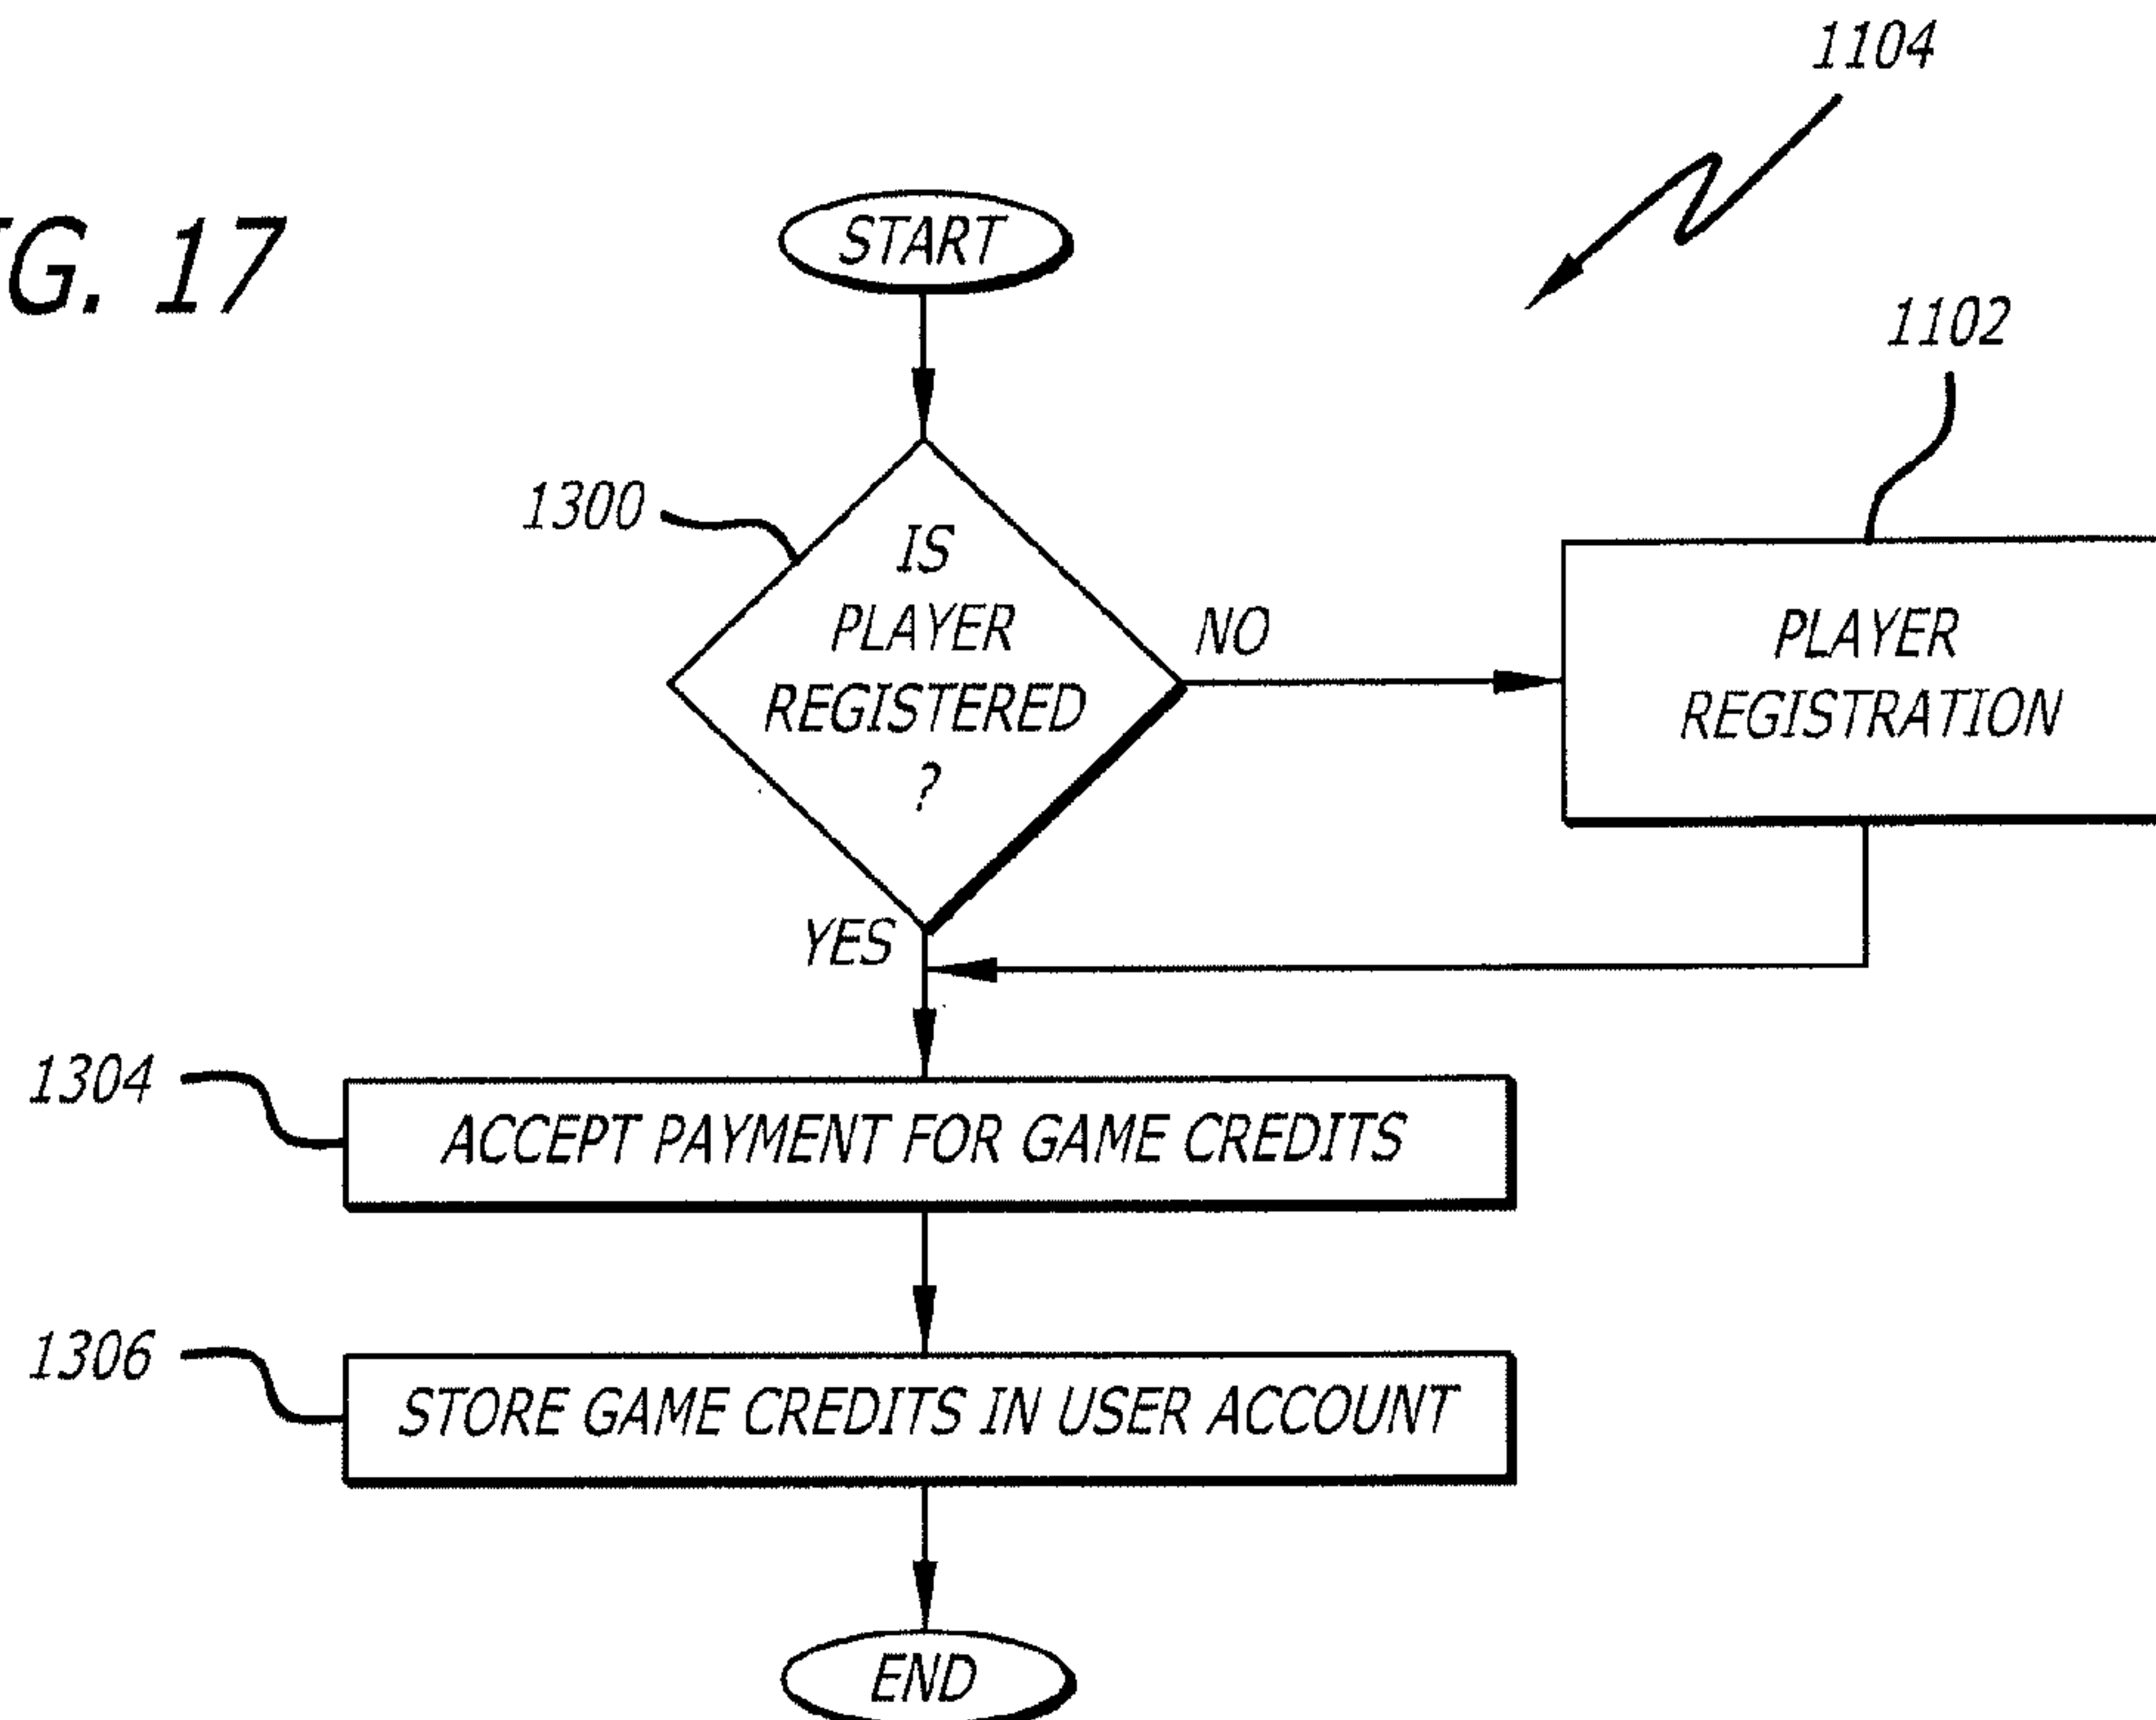 1104
G. 17
START
1102
1300
IS
PLAYER
REGISTERED
?
NO
PLAYER
REGISTRATION
YES
1304
ACCEPT PAYMENT FOR GAME CREDITS
1306
STORE GAME CREDITS IN USER ACCOUNT
END